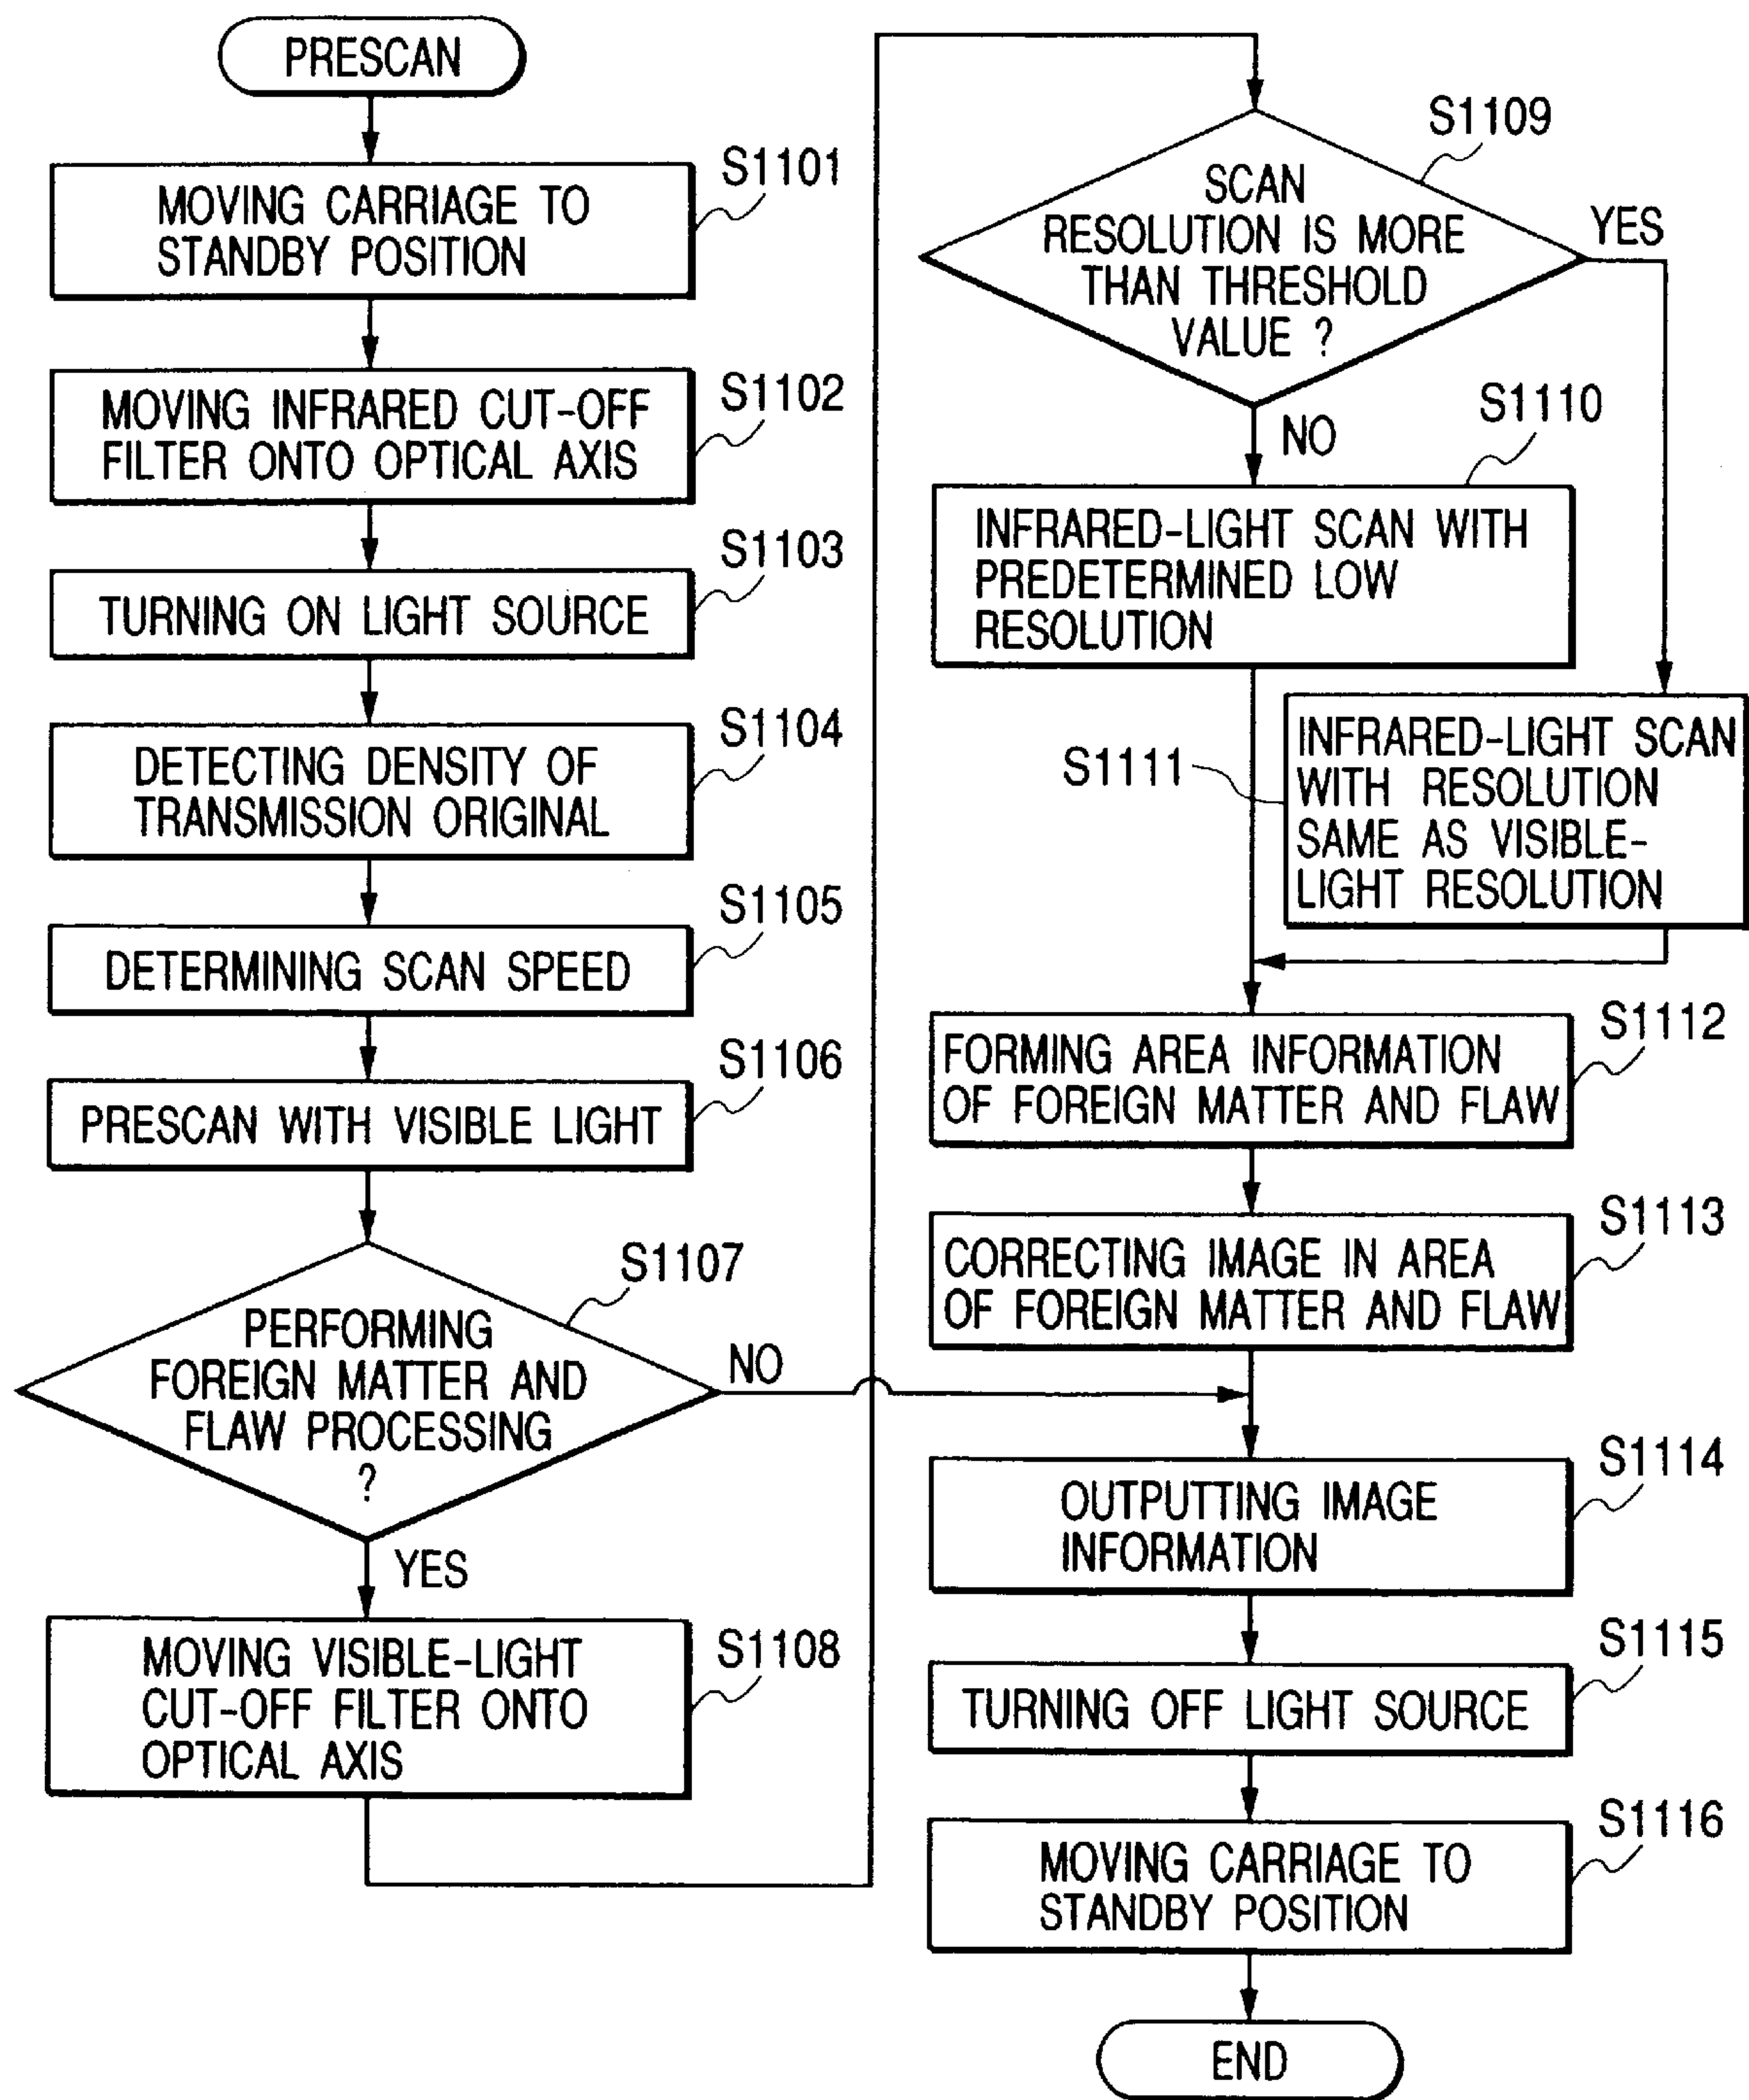 PRESCAN
S1101
MOVING CARRIAGE TO
STANDBY POSITION
S1102
MOVING INFRARED CUT-OFF
FILTER ONTO OPTICAL AXIS
S1103
TURNING ON LIGHT SOURCE
S1104
DETECTING DENSITY OF
TRANSMISSION ORIGINAL
S1105
DETERMINING SCAN SPEED
S1106
PRESCAN WITH VISIBLE LIGHT
S1107
PERFORMING
FOREIGN MATTER AND
FLAW PROCESSING
?
NO
YES
S1108
MOVING VISIBLE-LIGHT
CUT-OFF FILTER ONTO
OPTICAL AXIS
S1109
SCAN
RESOLUTION IS MORE
THAN THRESHOLD
VALUE ?
YES
NO
S1110
INFRARED-LIGHT SCAN WITH
PREDETERMINED LOW
RESOLUTION
S1111
INFRARED-LIGHT SCAN
WITH RESOLUTION
SAME AS VISIBLE-
LIGHT RESOLUTION
S1112
FORMING AREA INFORMATION
OF FOREIGN MATTER AND FLAW
S1113
CORRECTING IMAGE IN AREA
OF FOREIGN MATTER AND FLAW
S1114
OUTPUTTING IMAGE
INFORMATION
S1115
TURNING OFF LIGHT SOURCE
S1116
MOVING CARRIAGE TO
STANDBY POSITION
END